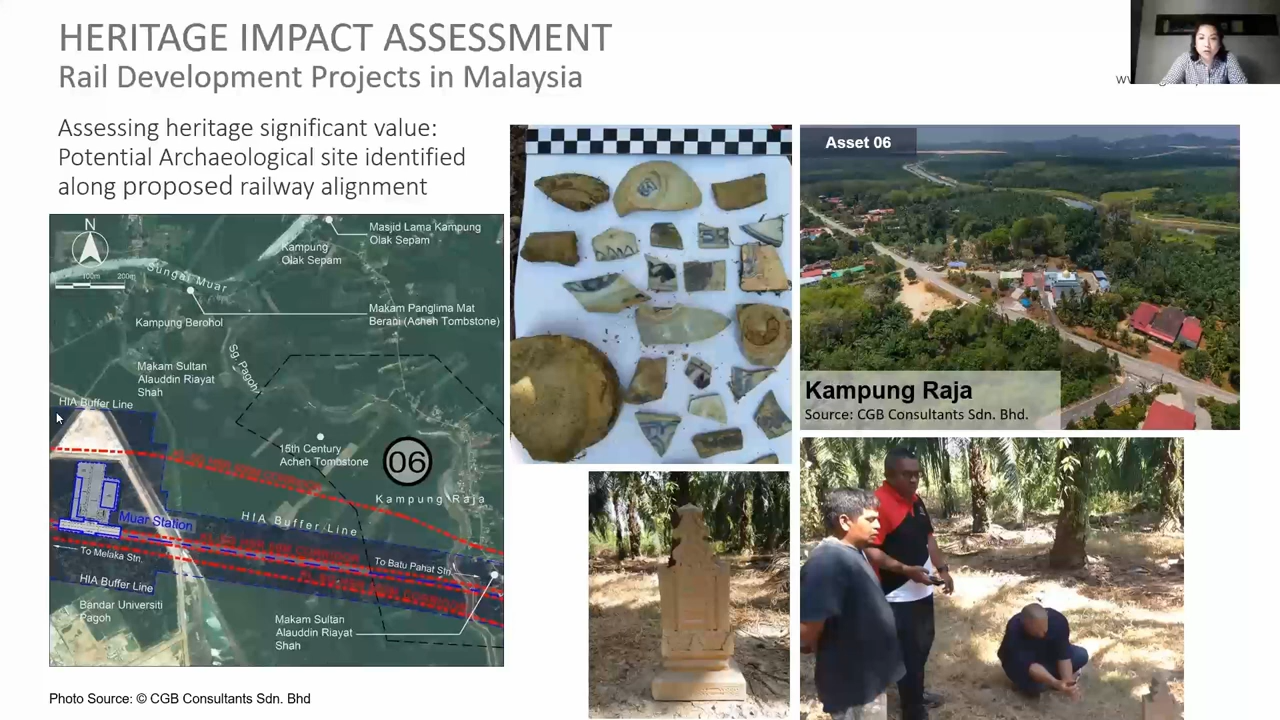 HERITAGE IMPACT ASSESSMENT
Rail Development Projects in Malaysia
Assessing heritage significant value:
Potential Archaeological site identified
along proposed railway alignment
N
100m 200m
Sungai Muar
Kampung
Olak Sepam
Masjid Lama Kampung
Olak Sepam
Kampung Berohol
Makam Panglima Mat
Berani (Acheh Tombstone)
Sg. Pagoh
Makam Sultan
Alauddin Riayat
Shah
HIA Buffer Line
15th Century
Acheh Tombstone
06
Kampung Raja
Muar Station
HIA Buffer Line
To Melaka Stn.
To Batu Pahat Stn.
HIA Buffer Line
Bandar Universiti
Pagoh
Makam Sultan
Alauddin Riayat
Shah
Photo Source: © CGB Consultants Sdn. Bhd
Asset 06
Kampung Raja
Source: CGB Consultants Sdn. Bhd.